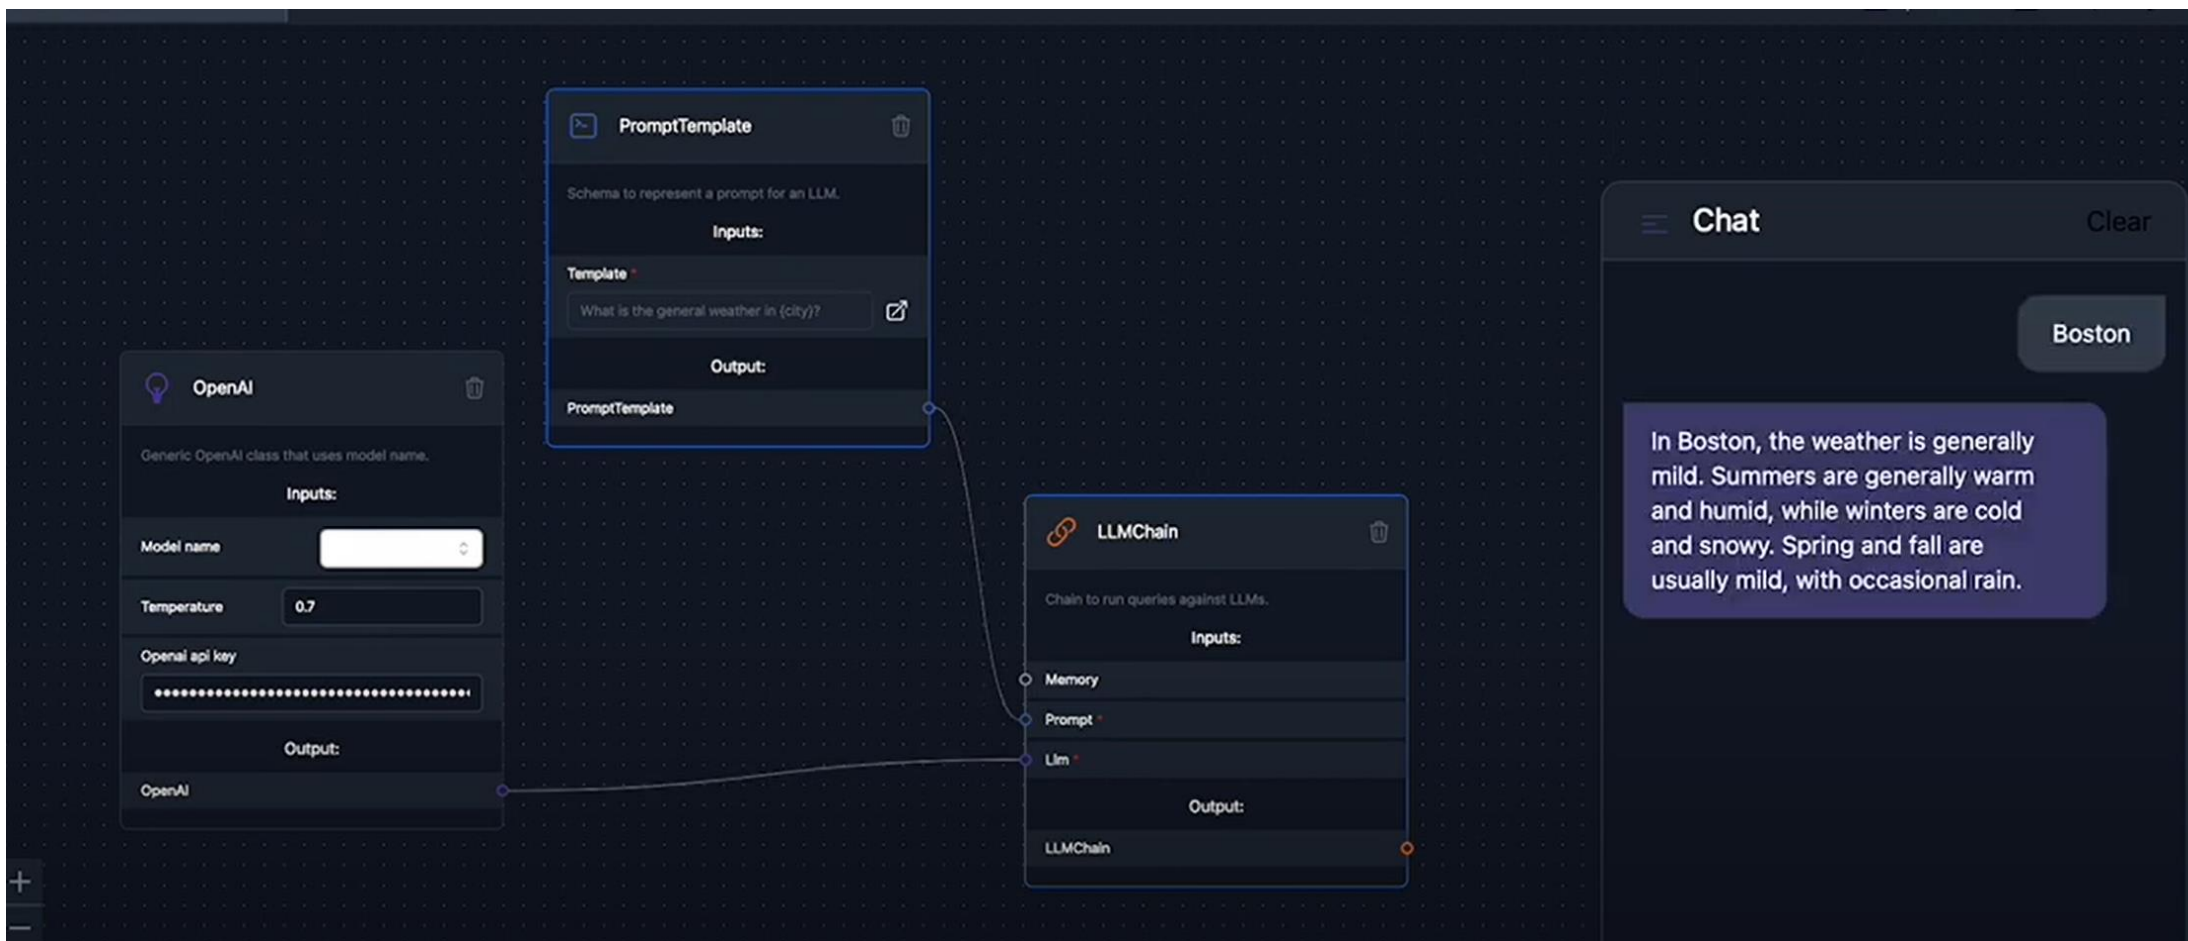 PromptTemplate
Schema to represent a prompt for an LLM.
Inputs:
Template *
What is the general weather in {city}?
Output:
PromptTemplate
OpenAI
Generic OpenAI class that uses model name.
Inputs:
Model name
Temperature
0.7
Openai api key
Output:
OpenAI
LLMChain
Chain to run queries against LLMs.
Inputs:
Memory
Prompt *
Llm *
Output:
LLMChain
Chat
Clear
Boston
In Boston, the weather is generally
mild. Summers are generally warm
and humid, while winters are cold
and snowy. Spring and fall are
usually mild, with occasional rain.